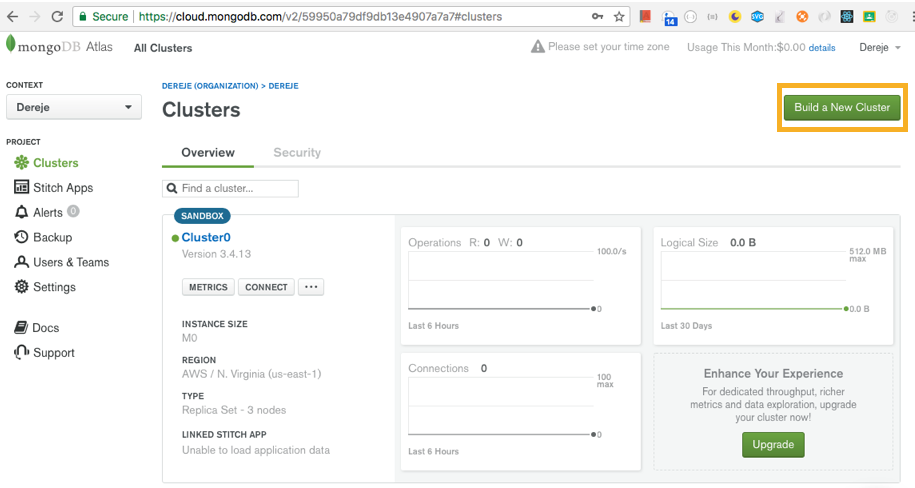 Secure https://cloud.mongodb.com/v2/59950a79df9db13e4907a7a7#clusters
14
SVG
mongoDB Atlas All Clusters Please set your time zone Usage This Month:$0.00 details Dereje
CONTEXT
Dereje
PROJECT
Clusters
Stitch Apps
Alerts 0
Backup
Users & Teams
Settings
Docs
Support
DEREJE (ORGANIZATION) > DEREJE
Clusters
Build a New Cluster
Overview Security
Find a cluster...
SANDBOX
Cluster0
Version 3.4.13
METRICS CONNECT ...
INSTANCE SIZE
M0
REGION
AWS / N. Virginia (us-east-1)
TYPE
Replica Set - 3 nodes
LINKED STITCH APP
Unable to load application data
Operations R: 0 W: 0
100.0/s
0
Last 6 Hours
Logical Size 0.0 B
512.0 MB
max
0.0 B
Last 30 Days
Connections 0
100
max
0
Last 6 Hours
Enhance Your Experience
For dedicated throughput, richer
metrics and data exploration, upgrade
your cluster now!
Upgrade